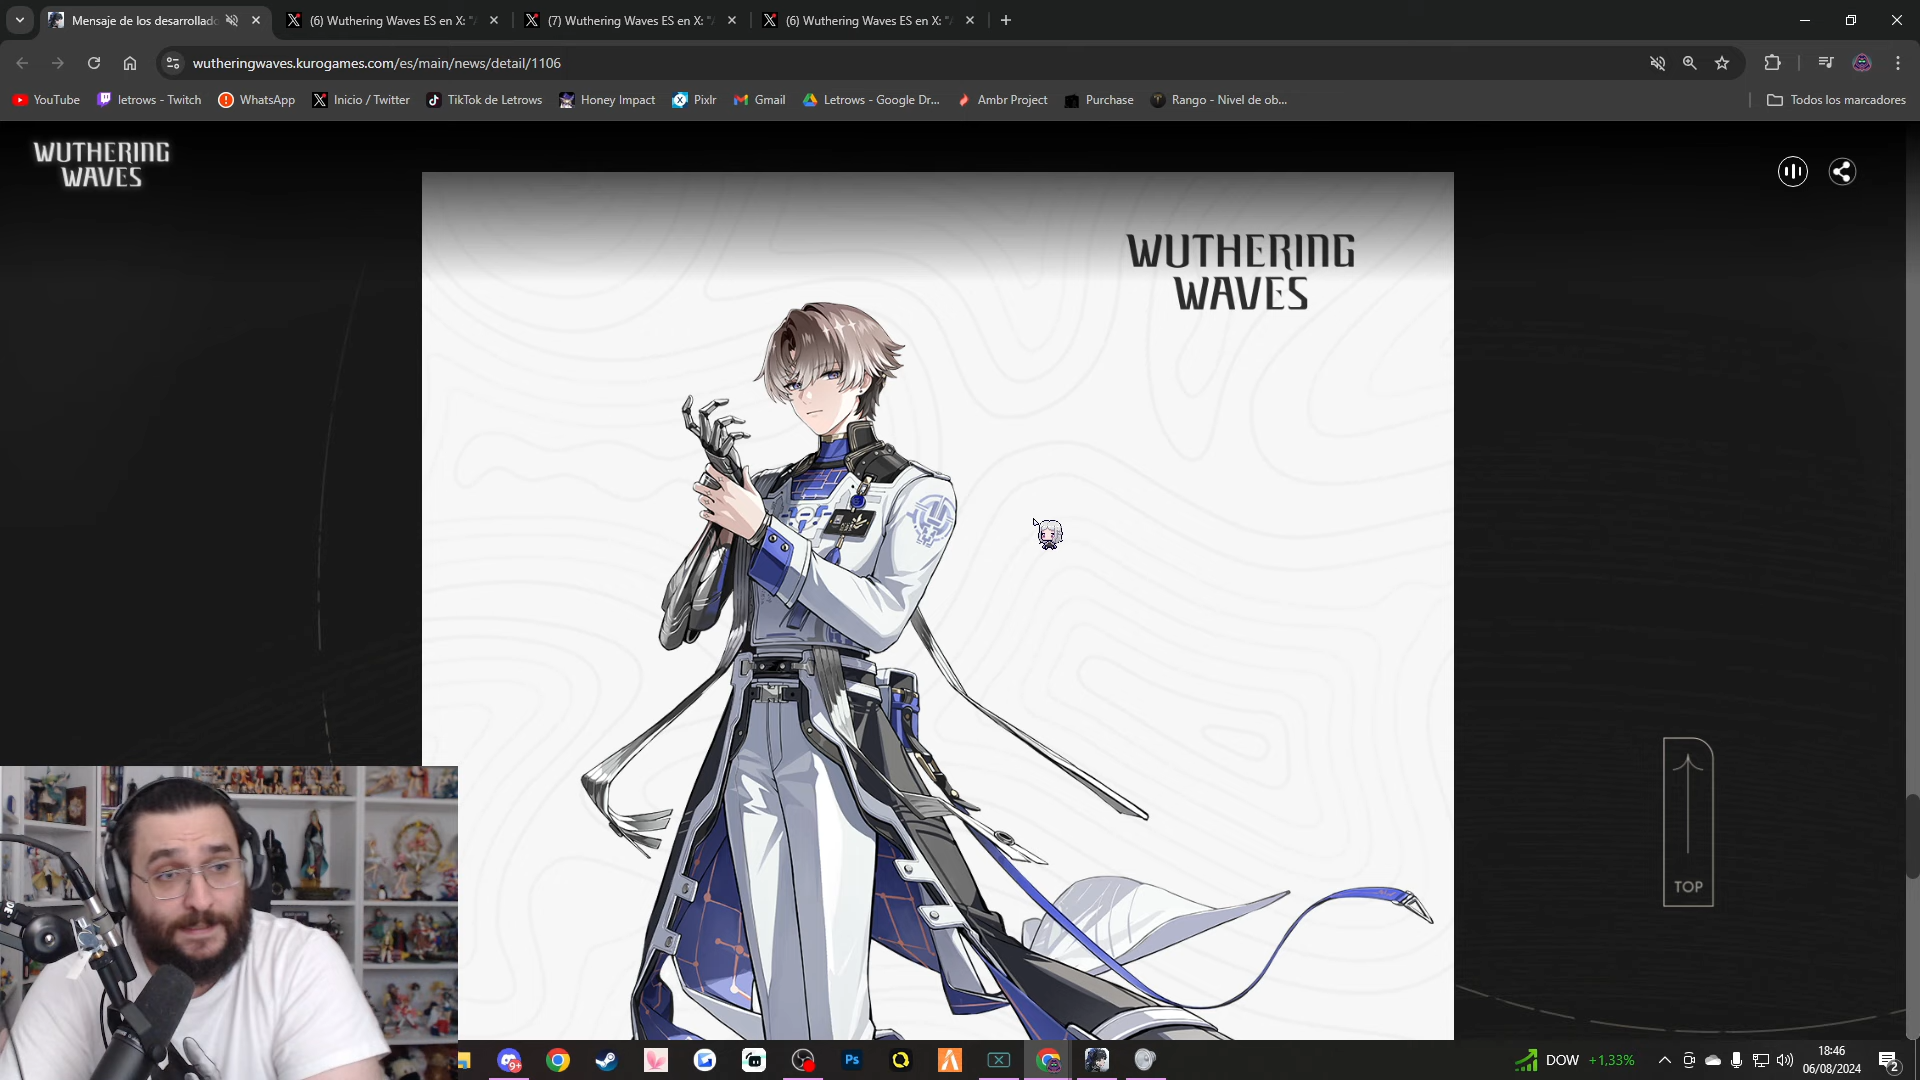 Mensaje de los desarrollado
(6) Wuthering Waves ES en X: "
(7) Wuthering Waves ES en X: "
(6) Wuthering Waves ES en X: "
wutheringwaves.kurogames.com/es/main/news/detail/1106
YouTube
letrows - Twitch
WhatsApp
Inicio / Twitter
TikTok de Letrows
Honey Impact
Pixlr
Gmail
Letrows - Google Dr...
Ambr Project
Purchase
Rango - Nivel de ob...
Todos los marcadores
WUTHERING
WAVES
WUTHERING
WAVES
TOP
9+
Ps
DOW +1,33%
18:46
06/08/2024
2